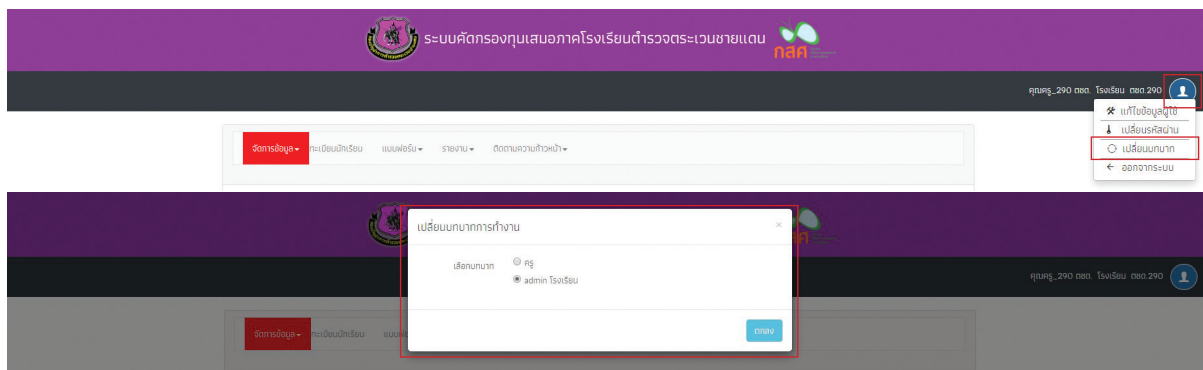 ระบบคัดกรองทุนเสมอภาคโรงเรียนตำรวจตระเวนชายแดน
กสศ
คุณครู_290 ตชด. โรงเรียน ตชด.290
แก้ไขข้อมูลผู้ใช้
เปลี่ยนรหัสผ่าน
เปลี่ยนบทบาท
ออกจากระบบ
จัดการข้อมูล ทะเบียนนักเรียน แบบฟอร์ม รายงาน ติดตามความก้าวหน้า
เปลี่ยนบทบาทการทำงาน ×
เลือกบทบาท ครู
admin โรงเรียน
ตกลง
คุณครู_290 ตชด. โรงเรียน ตชด.290
จัดการข้อมูล ทะเบียนนักเรียน